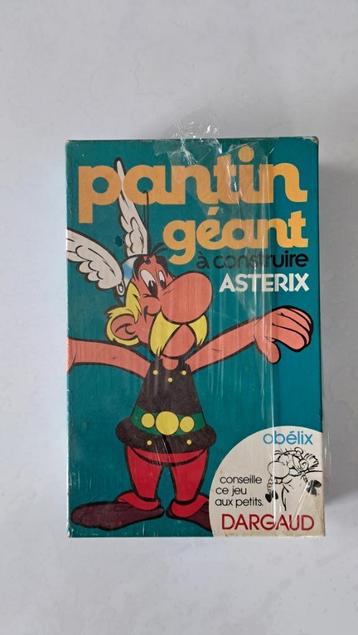 pantin
géant
à construire
ASTERIX
obélix
conseille
ce jeu
aux petits.
DARGAUD